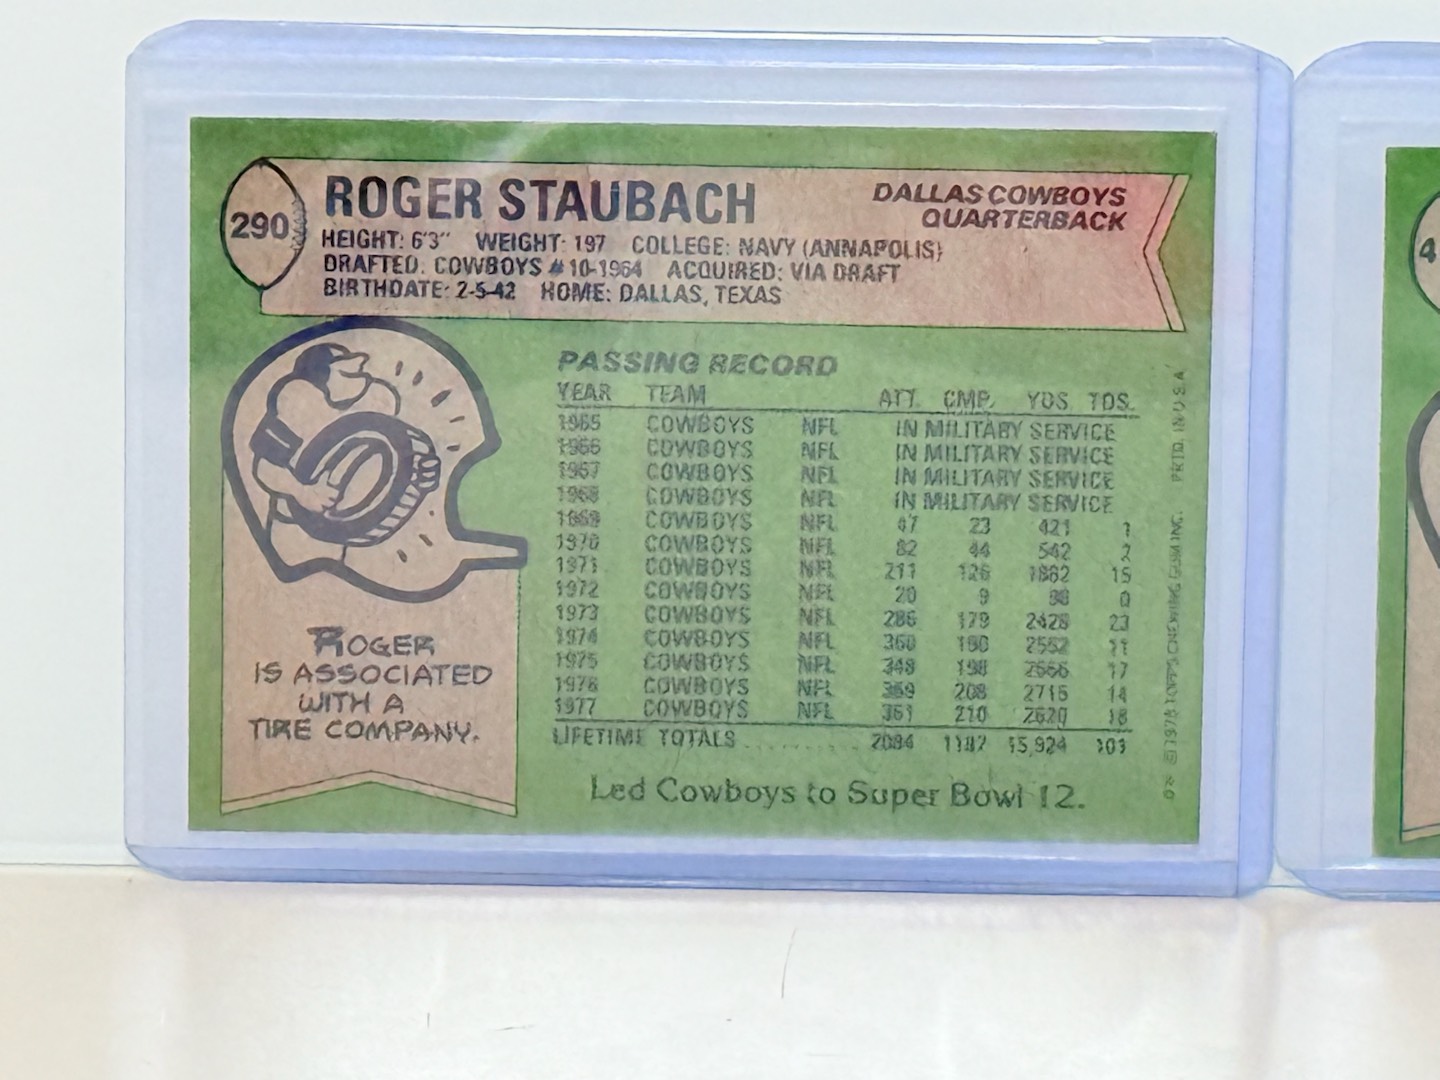 290
ROGER STAUBACH
DALLAS COWBOYS
QUARTERBACK
HEIGHT: 6'3" WEIGHT: 197 COLLEGE: NAVY (ANNAPOLIS)
DRAFTED: COWBOYS #10-1964 ACQUIRED: VIA DRAFT
BIRTHDATE: 2-5-42 HOME: DALLAS, TEXAS
PASSING RECORD
YEAR TEAM ATT. CMP. YDS TDS.
1965 COWBOYS NFL IN MILITARY SERVICE
1966 COWBOYS NFL IN MILITARY SERVICE
1967 COWBOYS NFL IN MILITARY SERVICE
1968 COWBOYS NFL IN MILITARY SERVICE
1969 COWBOYS NFL 47 23 421 1
1970 COWBOYS NFL 82 44 542 2
1971 COWBOYS NFL 211 126 1882 15
1972 COWBOYS NFL 20 9 98 0
1973 COWBOYS NFL 286 179 2428 23
1974 COWBOYS NFL 360 190 2552 11
1975 COWBOYS NFL 348 198 2666 17
1976 COWBOYS NFL 369 208 2715 14
1977 COWBOYS NFL 361 210 2620 18
LIFETIME TOTALS........ 2084 1187 15,924 101
Led Cowboys to Super Bowl 12.
ROGER
IS ASSOCIATED
WITH A
TIRE COMPANY.
©1978 TOPPS CHEWING GUM INC. PRTD. IN U.S.A.
4